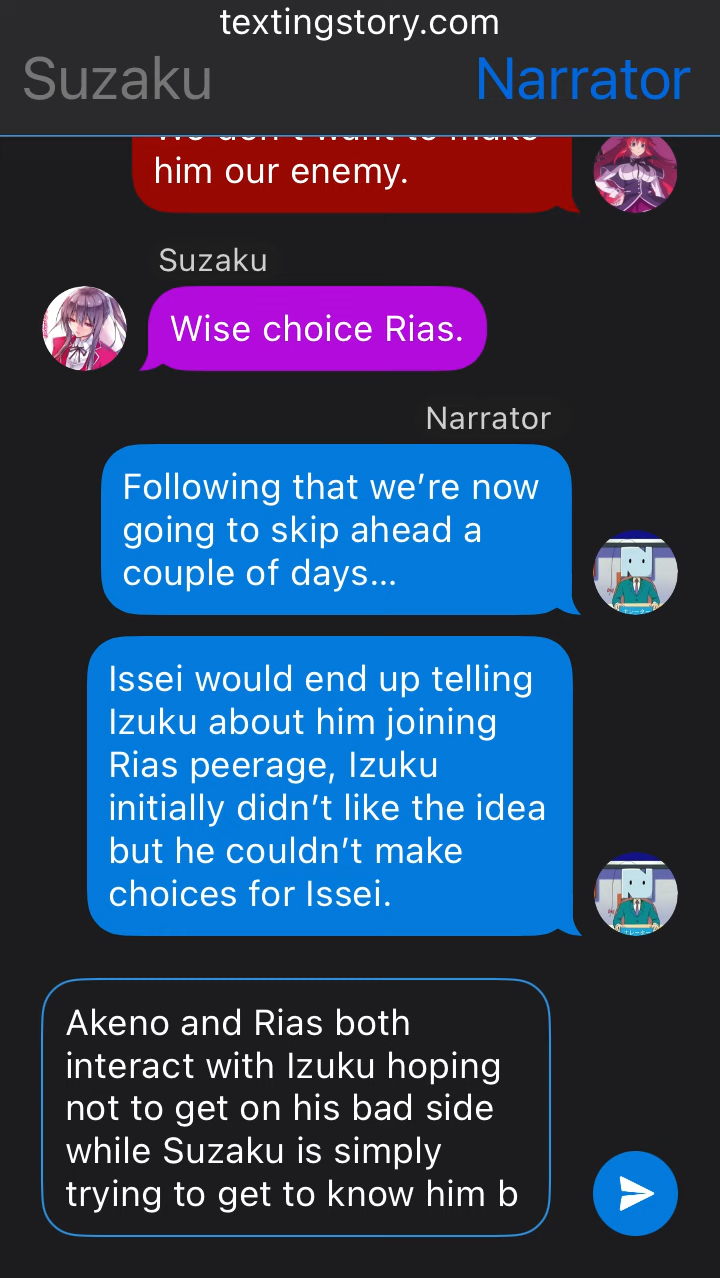 textingstory.com
Suzaku
Narrator
him our enemy.
Suzaku
Wise choice Rias.
Narrator
Following that we’re now
going to skip ahead a
couple of days...
Issei would end up telling
Izuku about him joining
Rias peerage, Izuku
initially didn’t like the idea
but he couldn’t make
choices for Issei.
Akeno and Rias both
interact with Izuku hoping
not to get on his bad side
while Suzaku is simply
trying to get to know him b